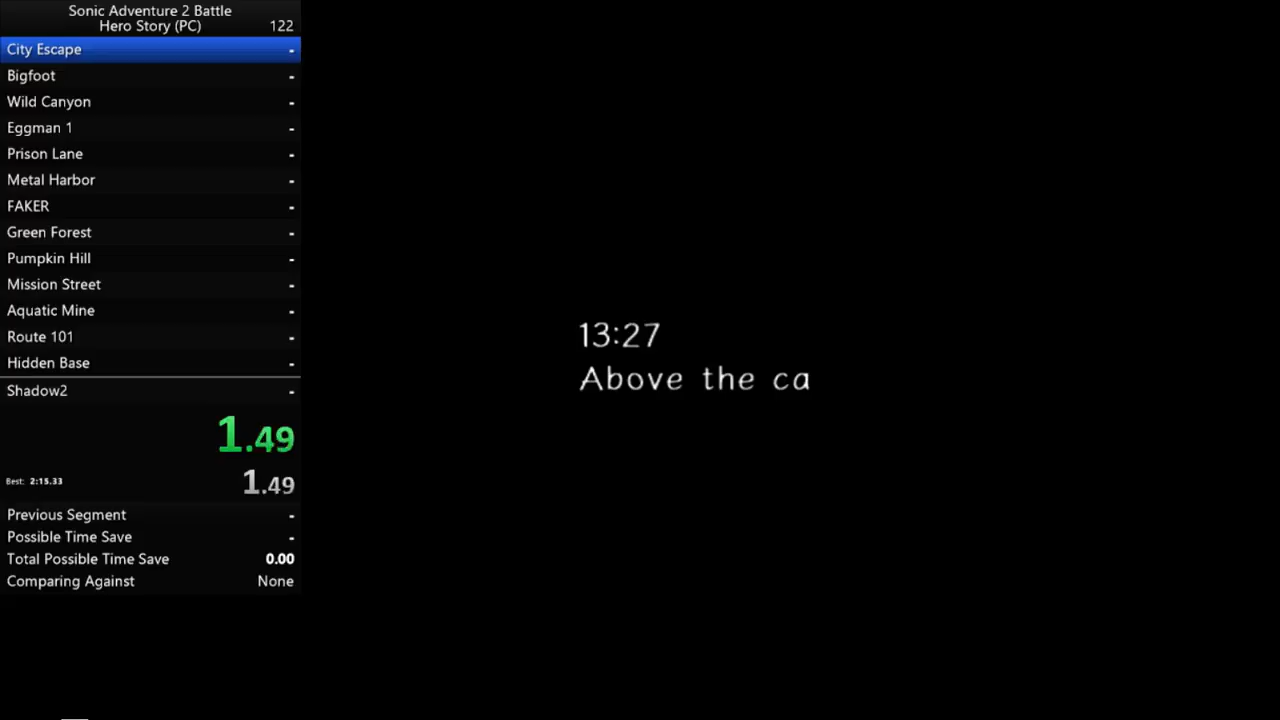 Sonic Adventure 2 Battle
Hero Story (PC) 122
City Escape -
Bigfoot -
Wild Canyon -
Eggman 1 -
Prison Lane -
Metal Harbor -
FAKER -
Green Forest -
Pumpkin Hill -
Mission Street -
Aquatic Mine -
Route 101 -
Hidden Base -
Shadow2 -
1.49
Best: 2:15.33 1.49
Previous Segment -
Possible Time Save -
Total Possible Time Save 0.00
Comparing Against None
13:27
Above the ca